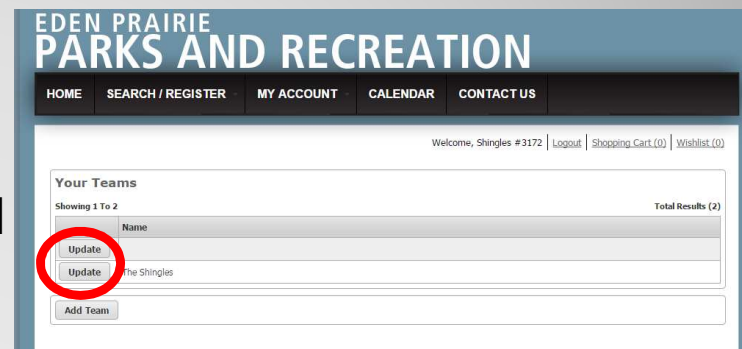 EDEN PRAIRIE
PARKS AND RECREATION
HOME SEARCH / REGISTER MY ACCOUNT CALENDAR CONTACT US
Welcome, Shingles #3172 | Logout | Shopping Cart (0) | Wishlist (0)
Your Teams
Showing 1 To 2 Total Results (2)
Name
Update
Update The Shingles
Add Team